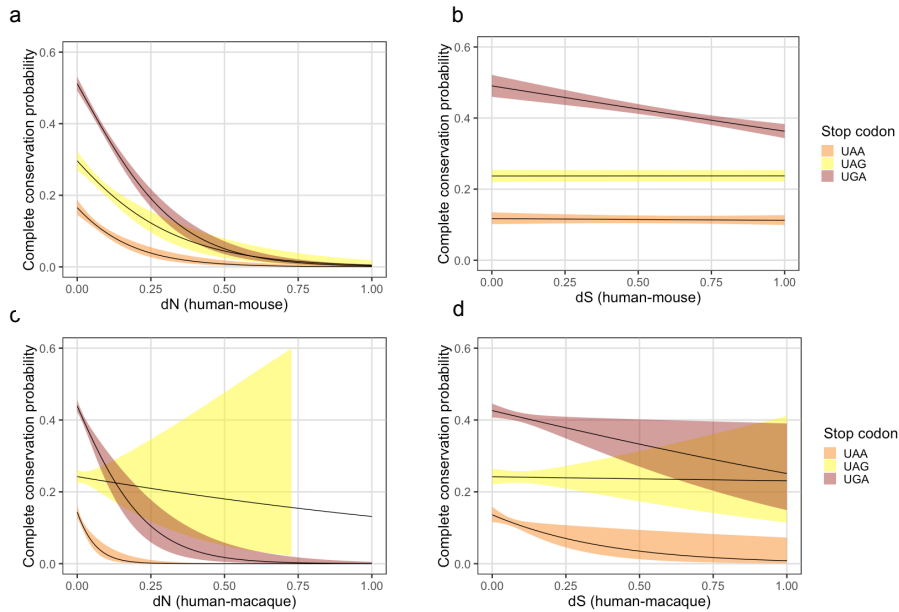 a
Complete conservation probability
0.6
0.4
0.2
0.0
0.00 0.25 0.50 0.75 1.00
dN (human-mouse)
b
Complete conservation probability
0.6
0.4
0.2
0.0
0.00 0.25 0.50 0.75 1.00
dS (human-mouse)
Stop codon
UAA
UAG
UGA
c
Complete conservation probability
0.6
0.4
0.2
0.0
0.00 0.25 0.50 0.75 1.00
dN (human-macaque)
d
Complete conservation probability
0.6
0.4
0.2
0.0
0.00 0.25 0.50 0.75 1.00
dS (human-macaque)
Stop codon
UAA
UAG
UGA